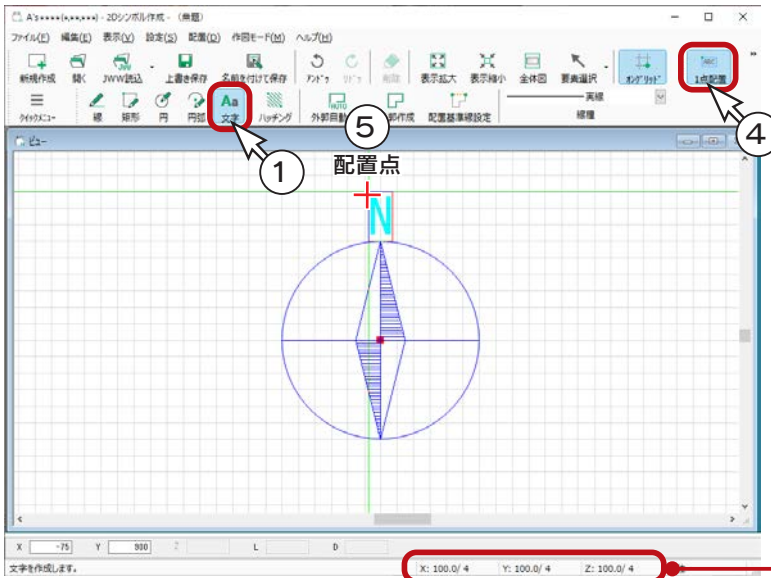 A's****(*,**,***) - 2Dシンボル作成 - （無題）
ファイル(F) 編集(E) 表示(V) 設定(S) 配置(D) 作図モード(M) ヘルプ(H)
新規作成 開く JWW読込 上書き保存 名前を付けて保存 アンドゥ リドゥ 削除 表示拡大 表示縮小 全体図 要素選択 オングリッド 1点配置
クイックメニュー 線 矩形 円 円弧 文字 ハッチング 配置基準線設定 線種
実線
① ④ ⑤
配置点
ビュー
N
X -75 Y 900 Z L D
文字を作成します。 X: 100.0/ 4 Y: 100.0/ 4 Z: 100.0/ 4